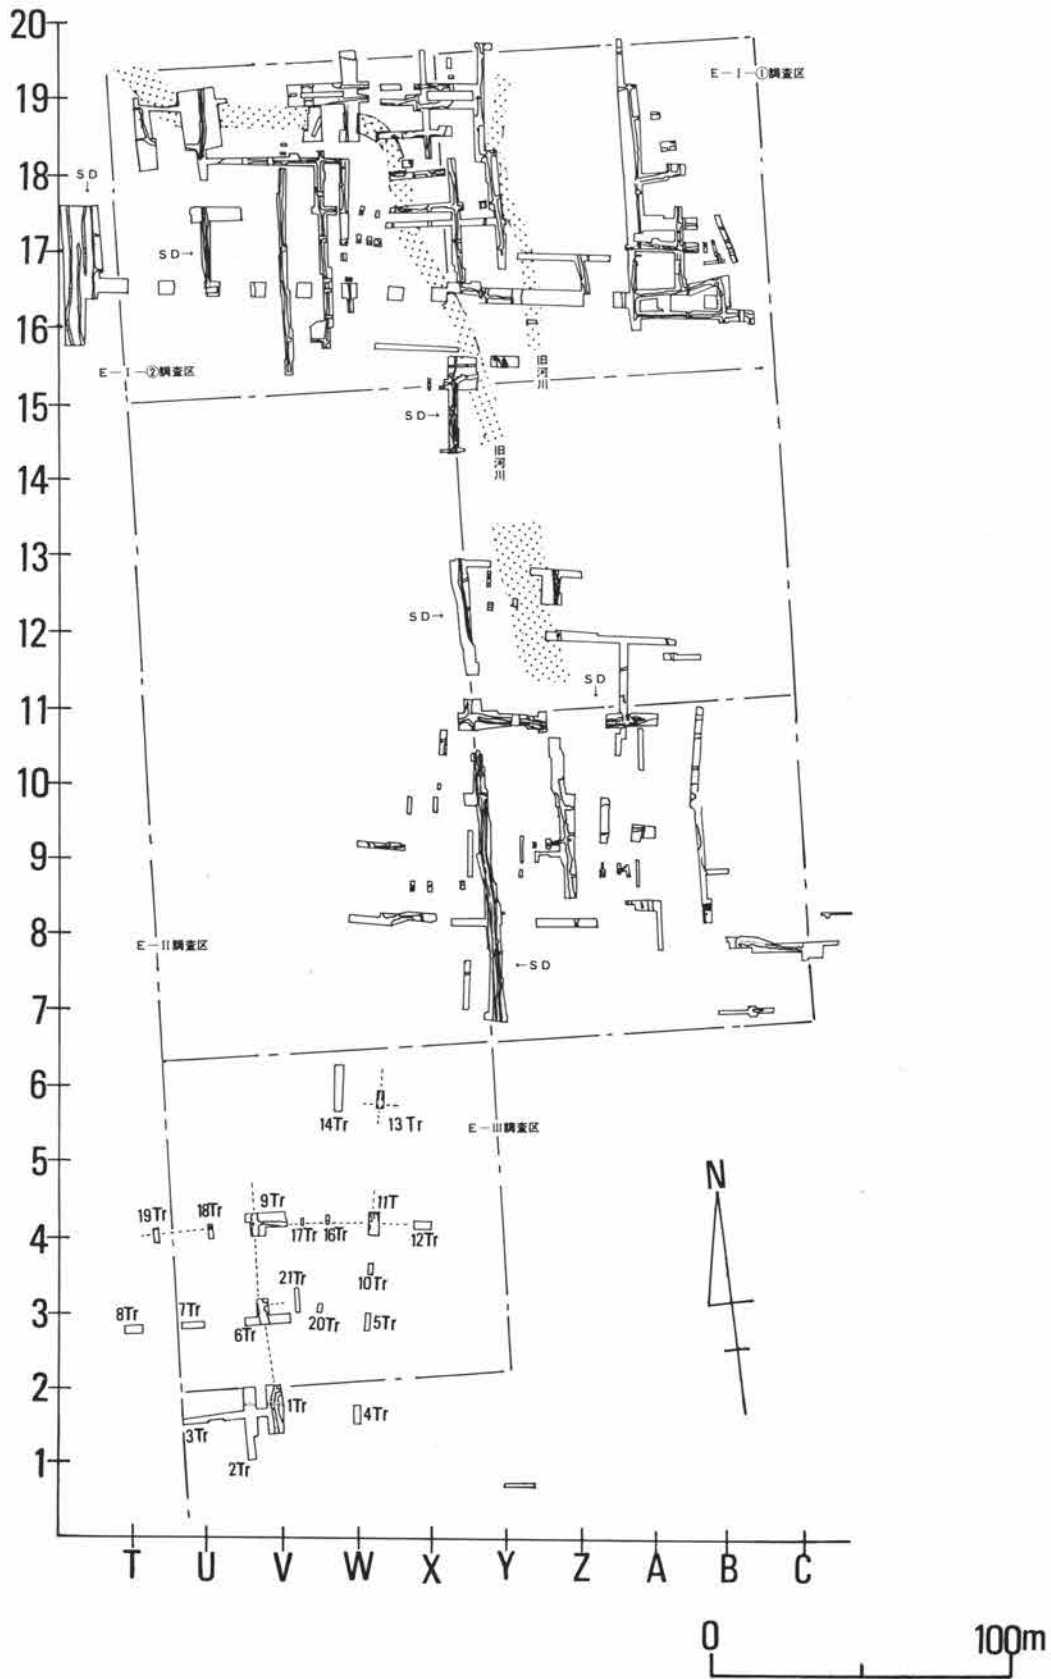 20
19
18
17
16
15
14
13
12
11
10
9
8
7
6
5
4
3
2
1
E-I-①調査区
SD
SD→
E-I-②調査区
旧河川
SD→
旧河川
SD→
SD
E-II調査区
←SD
14Tr
13Tr
E-III調査区
19Tr
18Tr
9Tr
17Tr
16Tr
11T
12Tr
10Tr
21Tr
8Tr
7Tr
6Tr
20Tr
5Tr
1Tr
4Tr
3Tr
2Tr
N
T U V W X Y Z A B C
0 100m